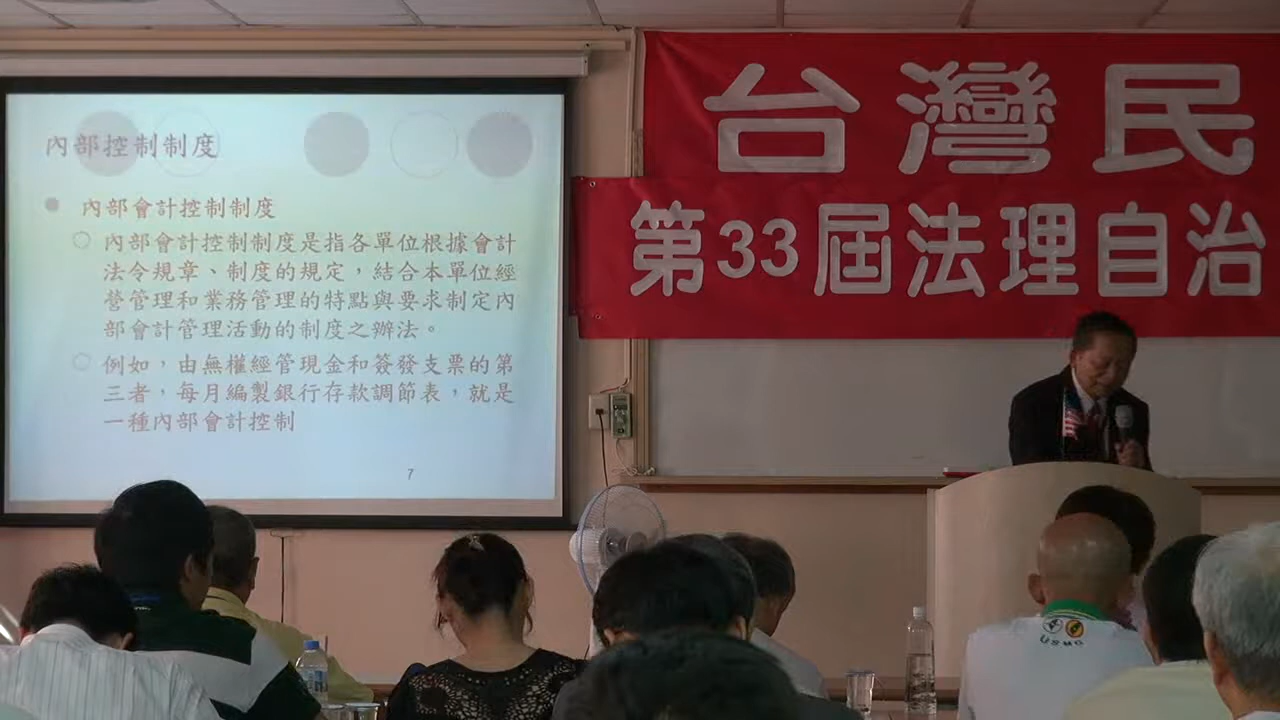 內部控制制度
內部會計控制制度
內部會計控制制度是指各單位根據會計
法令規章、制度的規定，結合本單位經
營管理和業務管理的特點與要求制定內
部會計管理活動的制度之辦法。
例如，由無權經管現金和簽發支票的第
三者，每月編製銀行存款調節表，就是
一種內部會計控制
7
台灣民
第33屆法理自治
USMG